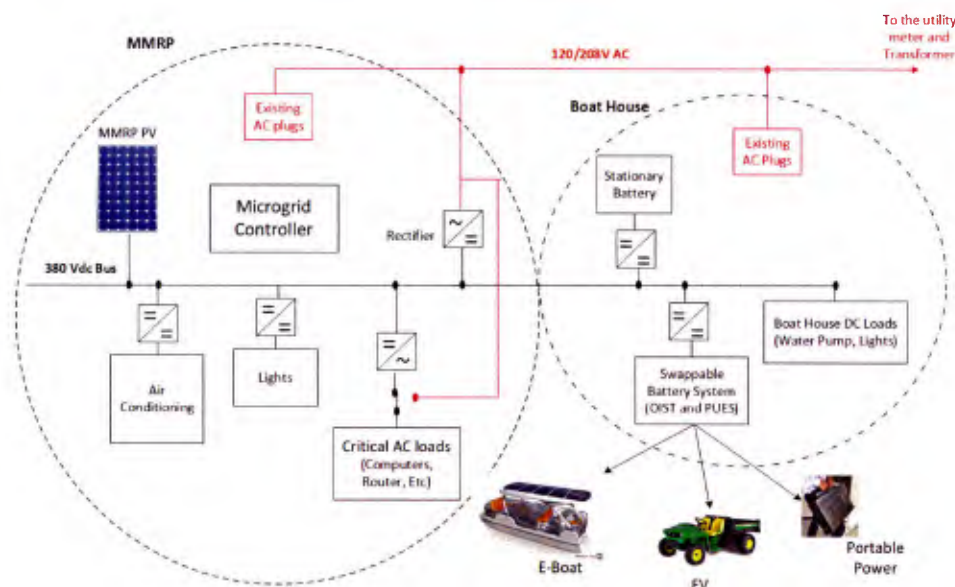 To the utility
meter and
Transformer
MMRP
120/208V AC
Existing
AC plugs
Boat House
MMRP PV
Existing
AC Plugs
Stationary
Battery
Microgrid
Controller
Rectifier
380 Vdc Bus
Air
Conditioning
Lights
Boat House DC Loads
(Water Pump, Lights)
Swappable
Battery System
(OIST and PUES)
Critical AC loads
(Computers,
Router, Etc)
E-Boat
EV
Portable
Power